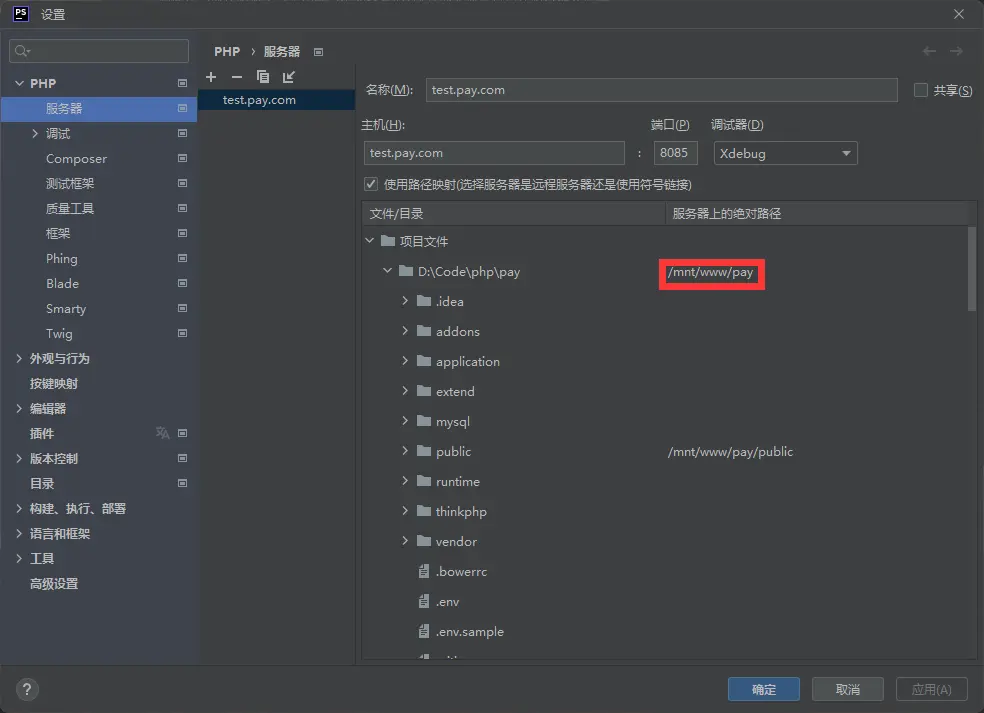 PS 设置
PHP › 服务器
PHP
服务器
调试
Composer
测试框架
质量工具
框架
Phing
Blade
Smarty
Twig
外观与行为
按键映射
编辑器
插件
版本控制
目录
构建、执行、部署
语言和框架
工具
高级设置
test.pay.com
名称(M): test.pay.com 共享(S)
主机(H): 端口(P) 调试器(D)
test.pay.com : 8085 Xdebug
使用路径映射(选择服务器是远程服务器还是使用符号链接)
文件/目录 服务器上的绝对路径
项目文件
D:\Code\php\pay /mnt/www/pay
.idea
addons
application
extend
mysql
public /mnt/www/pay/public
runtime
thinkphp
vendor
.bowerrc
.env
.env.sample
? 确定 取消 应用(A)